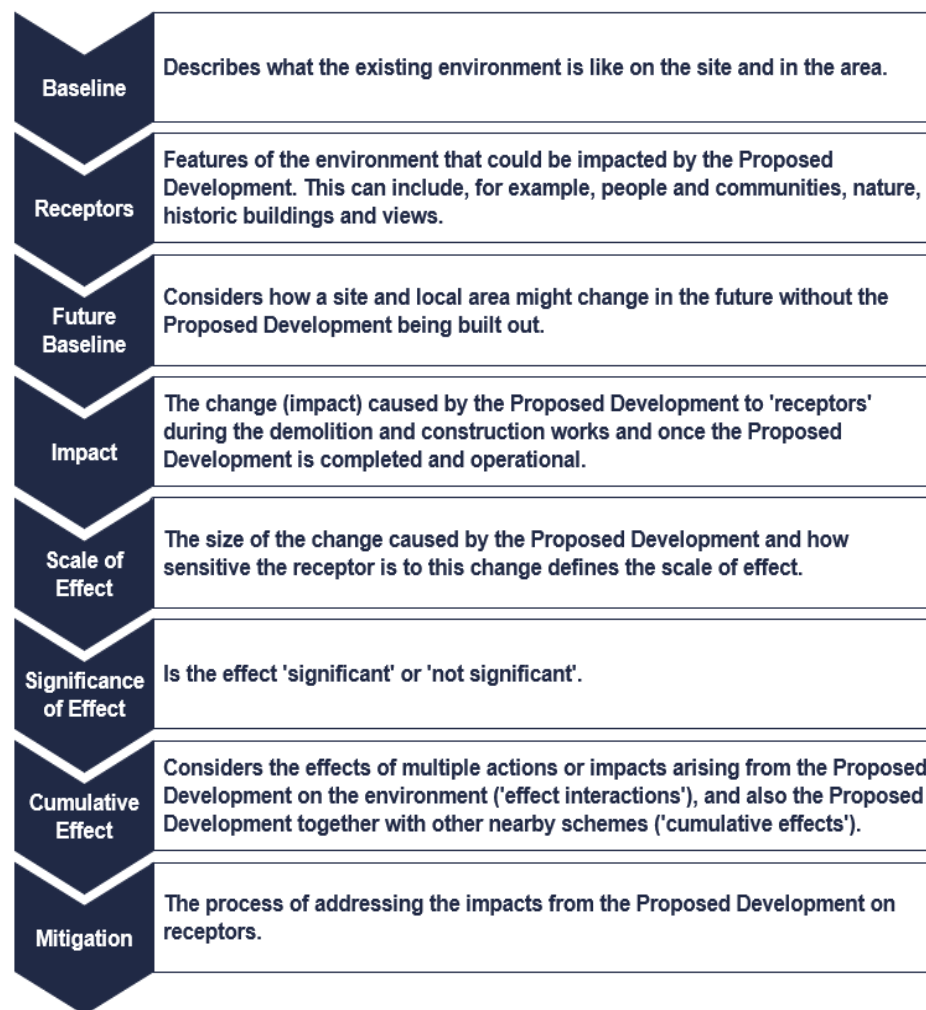 Baseline
Describes what the existing environment is like on the site and in the area.
Receptors
Features of the environment that could be impacted by the Proposed
Development. This can include, for example, people and communities, nature,
historic buildings and views.
Future
Baseline
Considers how a site and local area might change in the future without the
Proposed Development being built out.
Impact
The change (impact) caused by the Proposed Development to 'receptors'
during the demolition and construction works and once the Proposed
Development is completed and operational.
Scale of
Effect
The size of the change caused by the Proposed Development and how
sensitive the receptor is to this change defines the scale of effect.
Significance
of Effect
Is the effect 'significant' or 'not significant'.
Cumulative
Effect
Considers the effects of multiple actions or impacts arising from the Proposed
Development on the environment ('effect interactions'), and also the Proposed
Development together with other nearby schemes ('cumulative effects').
Mitigation
The process of addressing the impacts from the Proposed Development on
receptors.